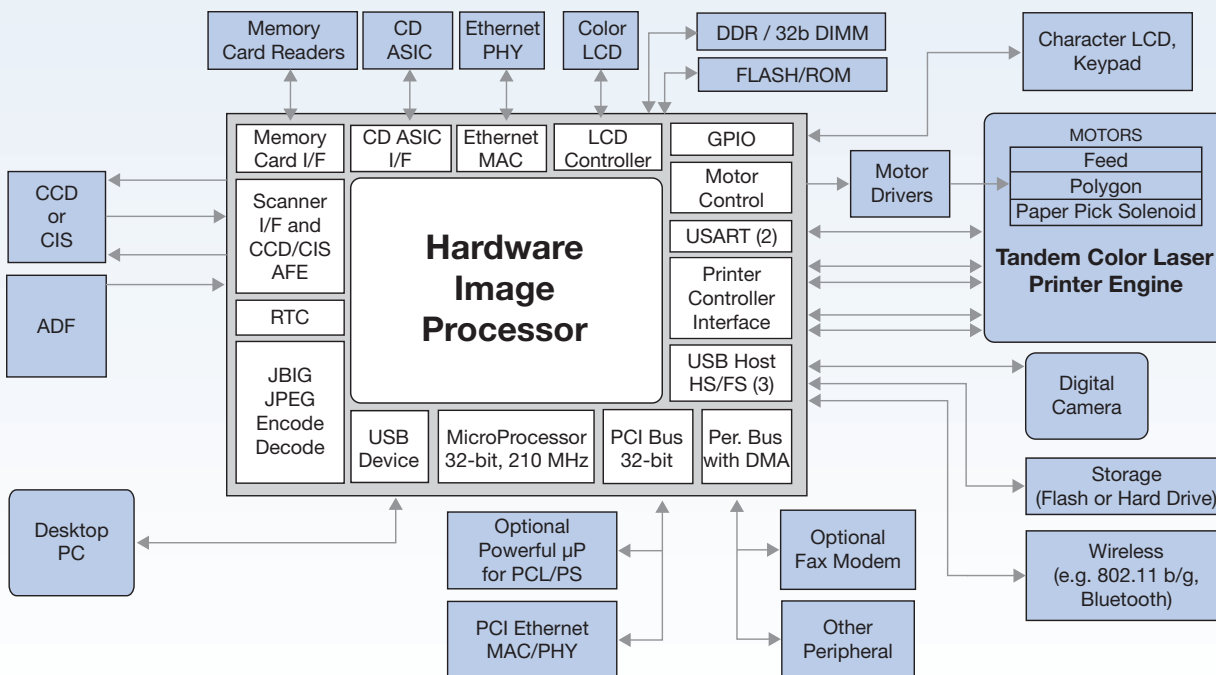 Memory
Card Readers
CD
ASIC
Ethernet
PHY
Color
LCD
DDR / 32b DIMM
FLASH/ROM
Character LCD,
Keypad
Memory
Card I/F
CD ASIC
I/F
Ethernet
MAC
LCD
Controller
GPIO
Motor
Control
USART (2)
Printer
Controller
Interface
USB Host
HS/FS (3)
Motor
Drivers
MOTORS
Feed
Polygon
Paper Pick Solenoid
Tandem Color Laser
Printer Engine
CCD
or
CIS
ADF
Scanner
I/F and
CCD/CIS
AFE
RTC
JBIG
JPEG
Encode
Decode
Hardware
Image
Processor
USB
Device
MicroProcessor
32-bit, 210 MHz
PCI Bus
32-bit
Per. Bus
with DMA
Digital
Camera
Storage
(Flash or Hard Drive)
Wireless
(e.g. 802.11 b/g,
Bluetooth)
Desktop
PC
Optional
Powerful µP
for PCL/PS
PCI Ethernet
MAC/PHY
Optional
Fax Modem
Other
Peripheral